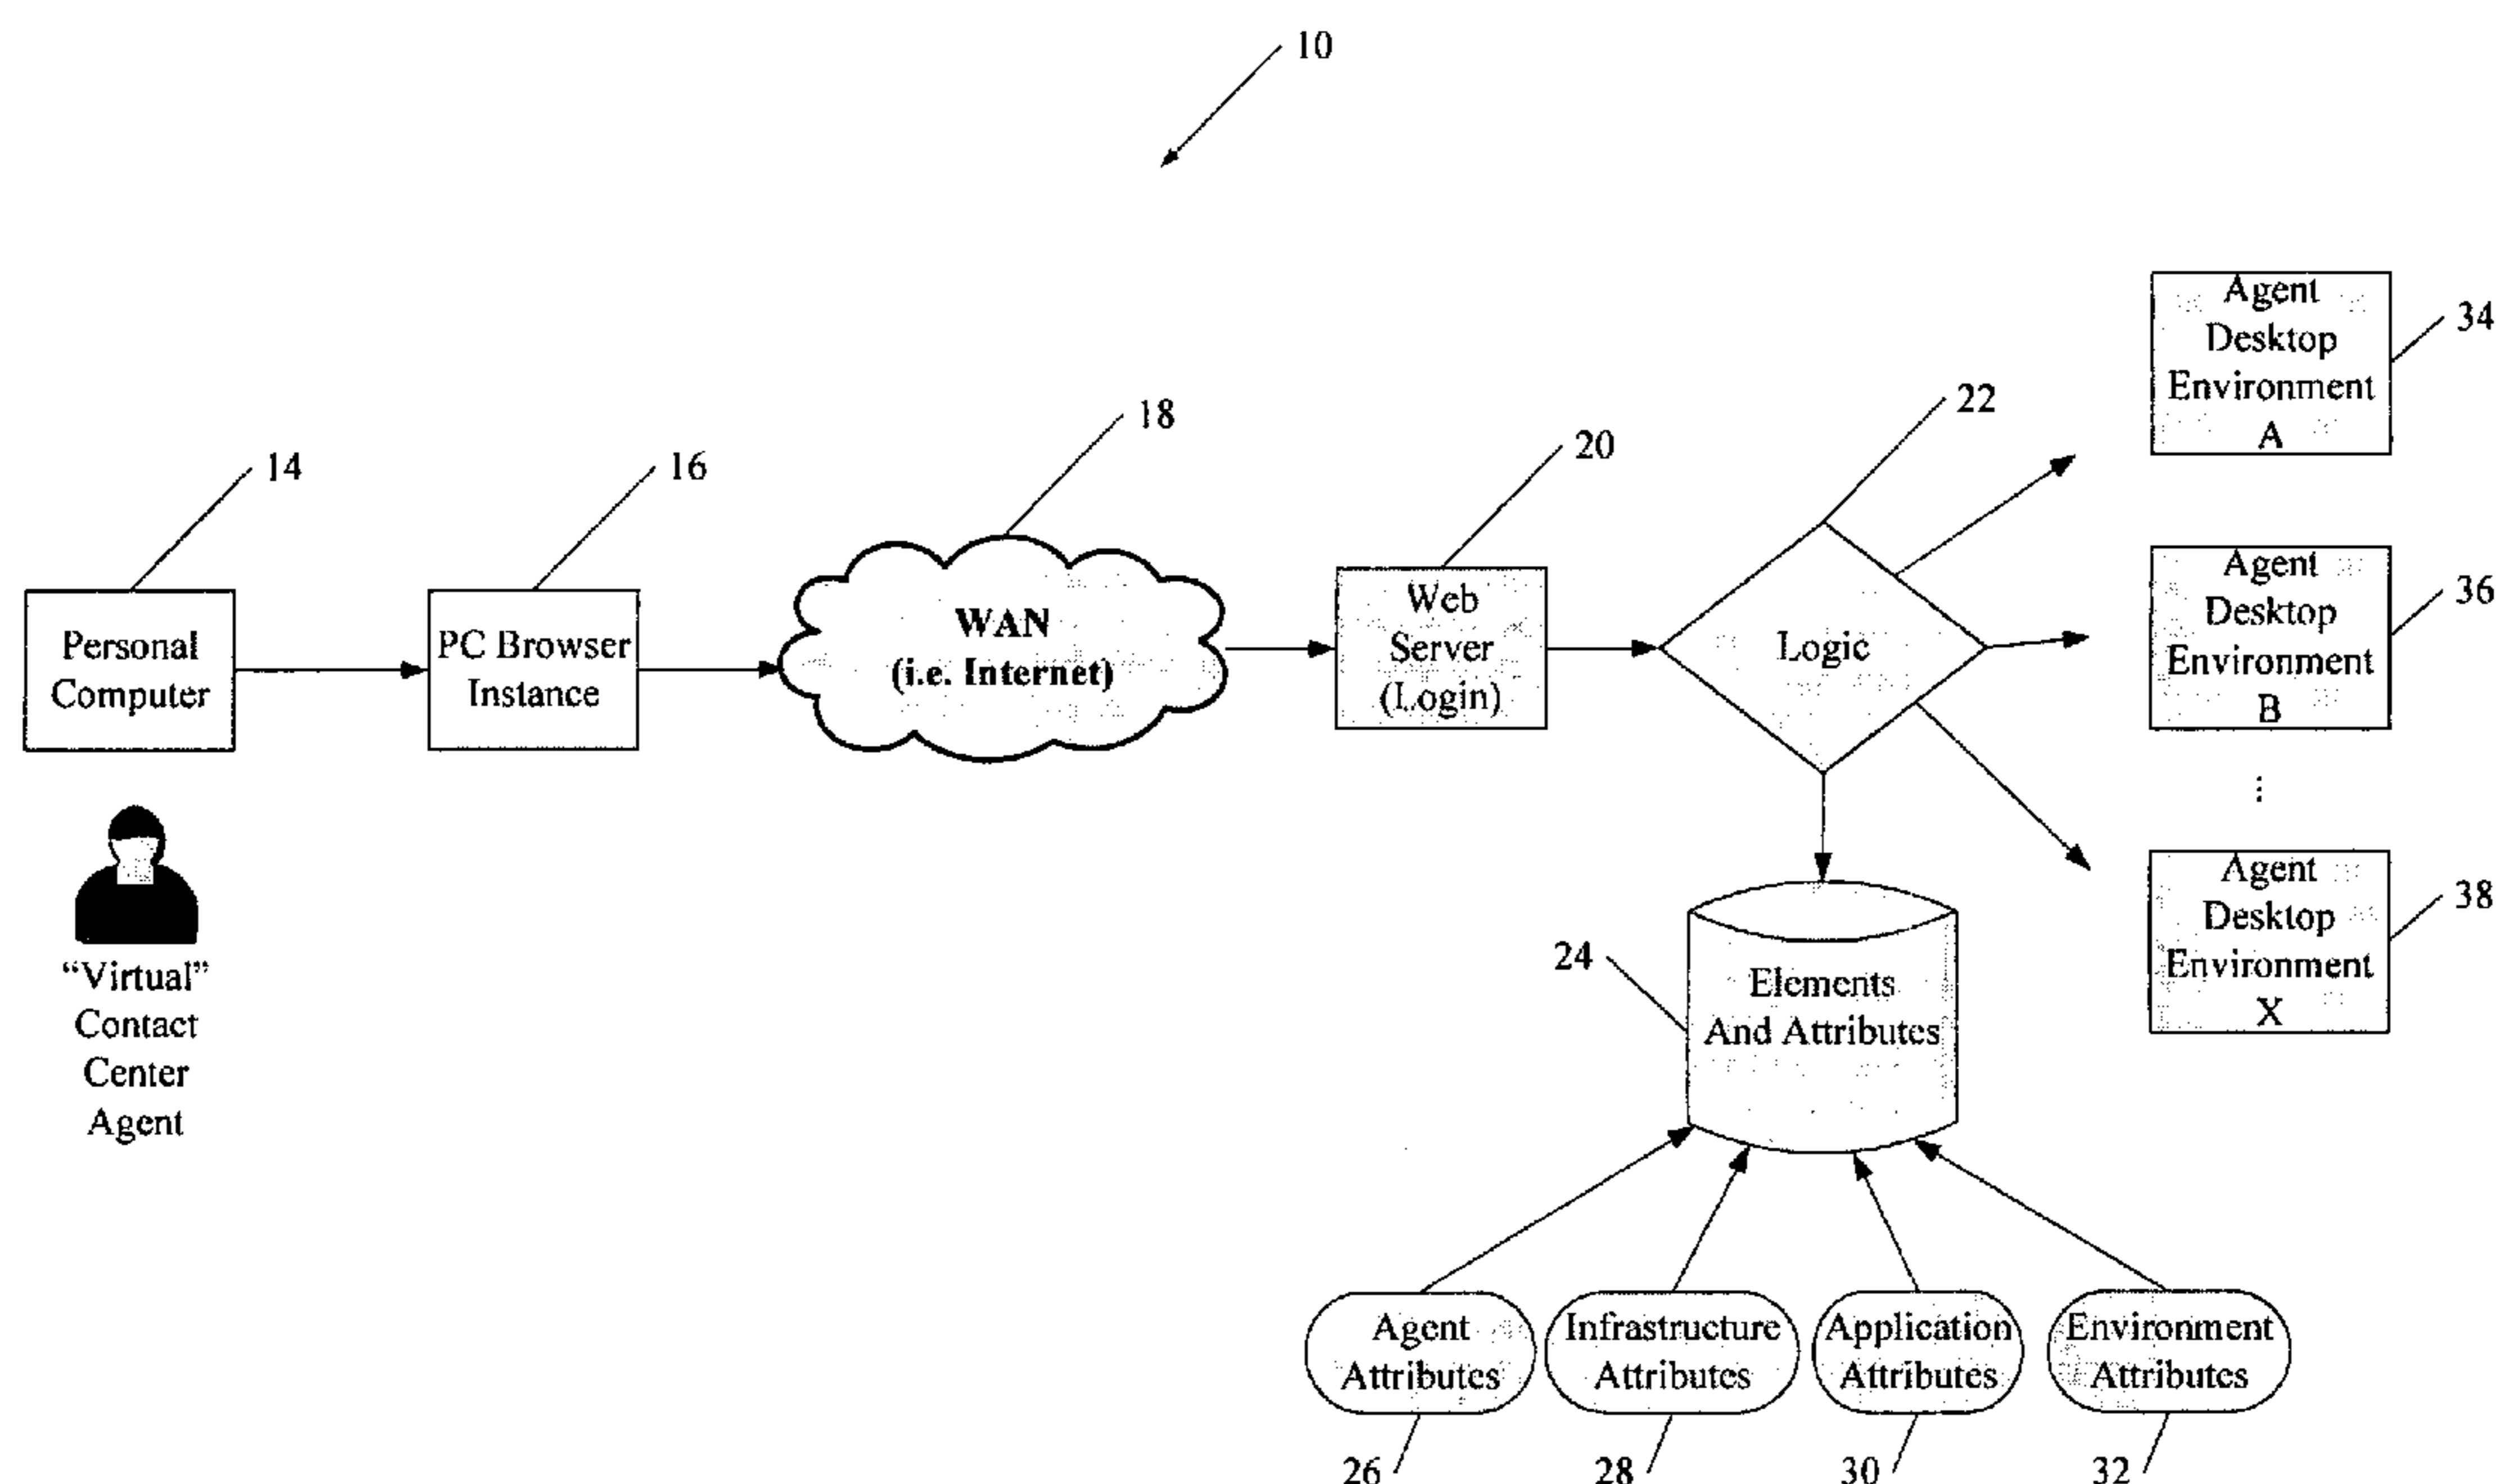 10
14
Personal
Computer
16
PC Browser
Instance
18
WAN
(i.e. Internet)
20
Web
Server
(Login)
22
Logic
Agent
Desktop
Environment
A
34
Agent
Desktop
Environment
B
36
⋮
Agent
Desktop
Environment
X
38
“Virtual”
Contact
Center
Agent
24
Elements
And Attributes
Agent
Attributes
Infrastructure
Attributes
Application
Attributes
Environment
Attributes
26
28
30
32